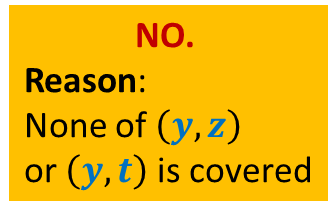 NO.
Reason:
None of (y, z)
or (y, t) is covered